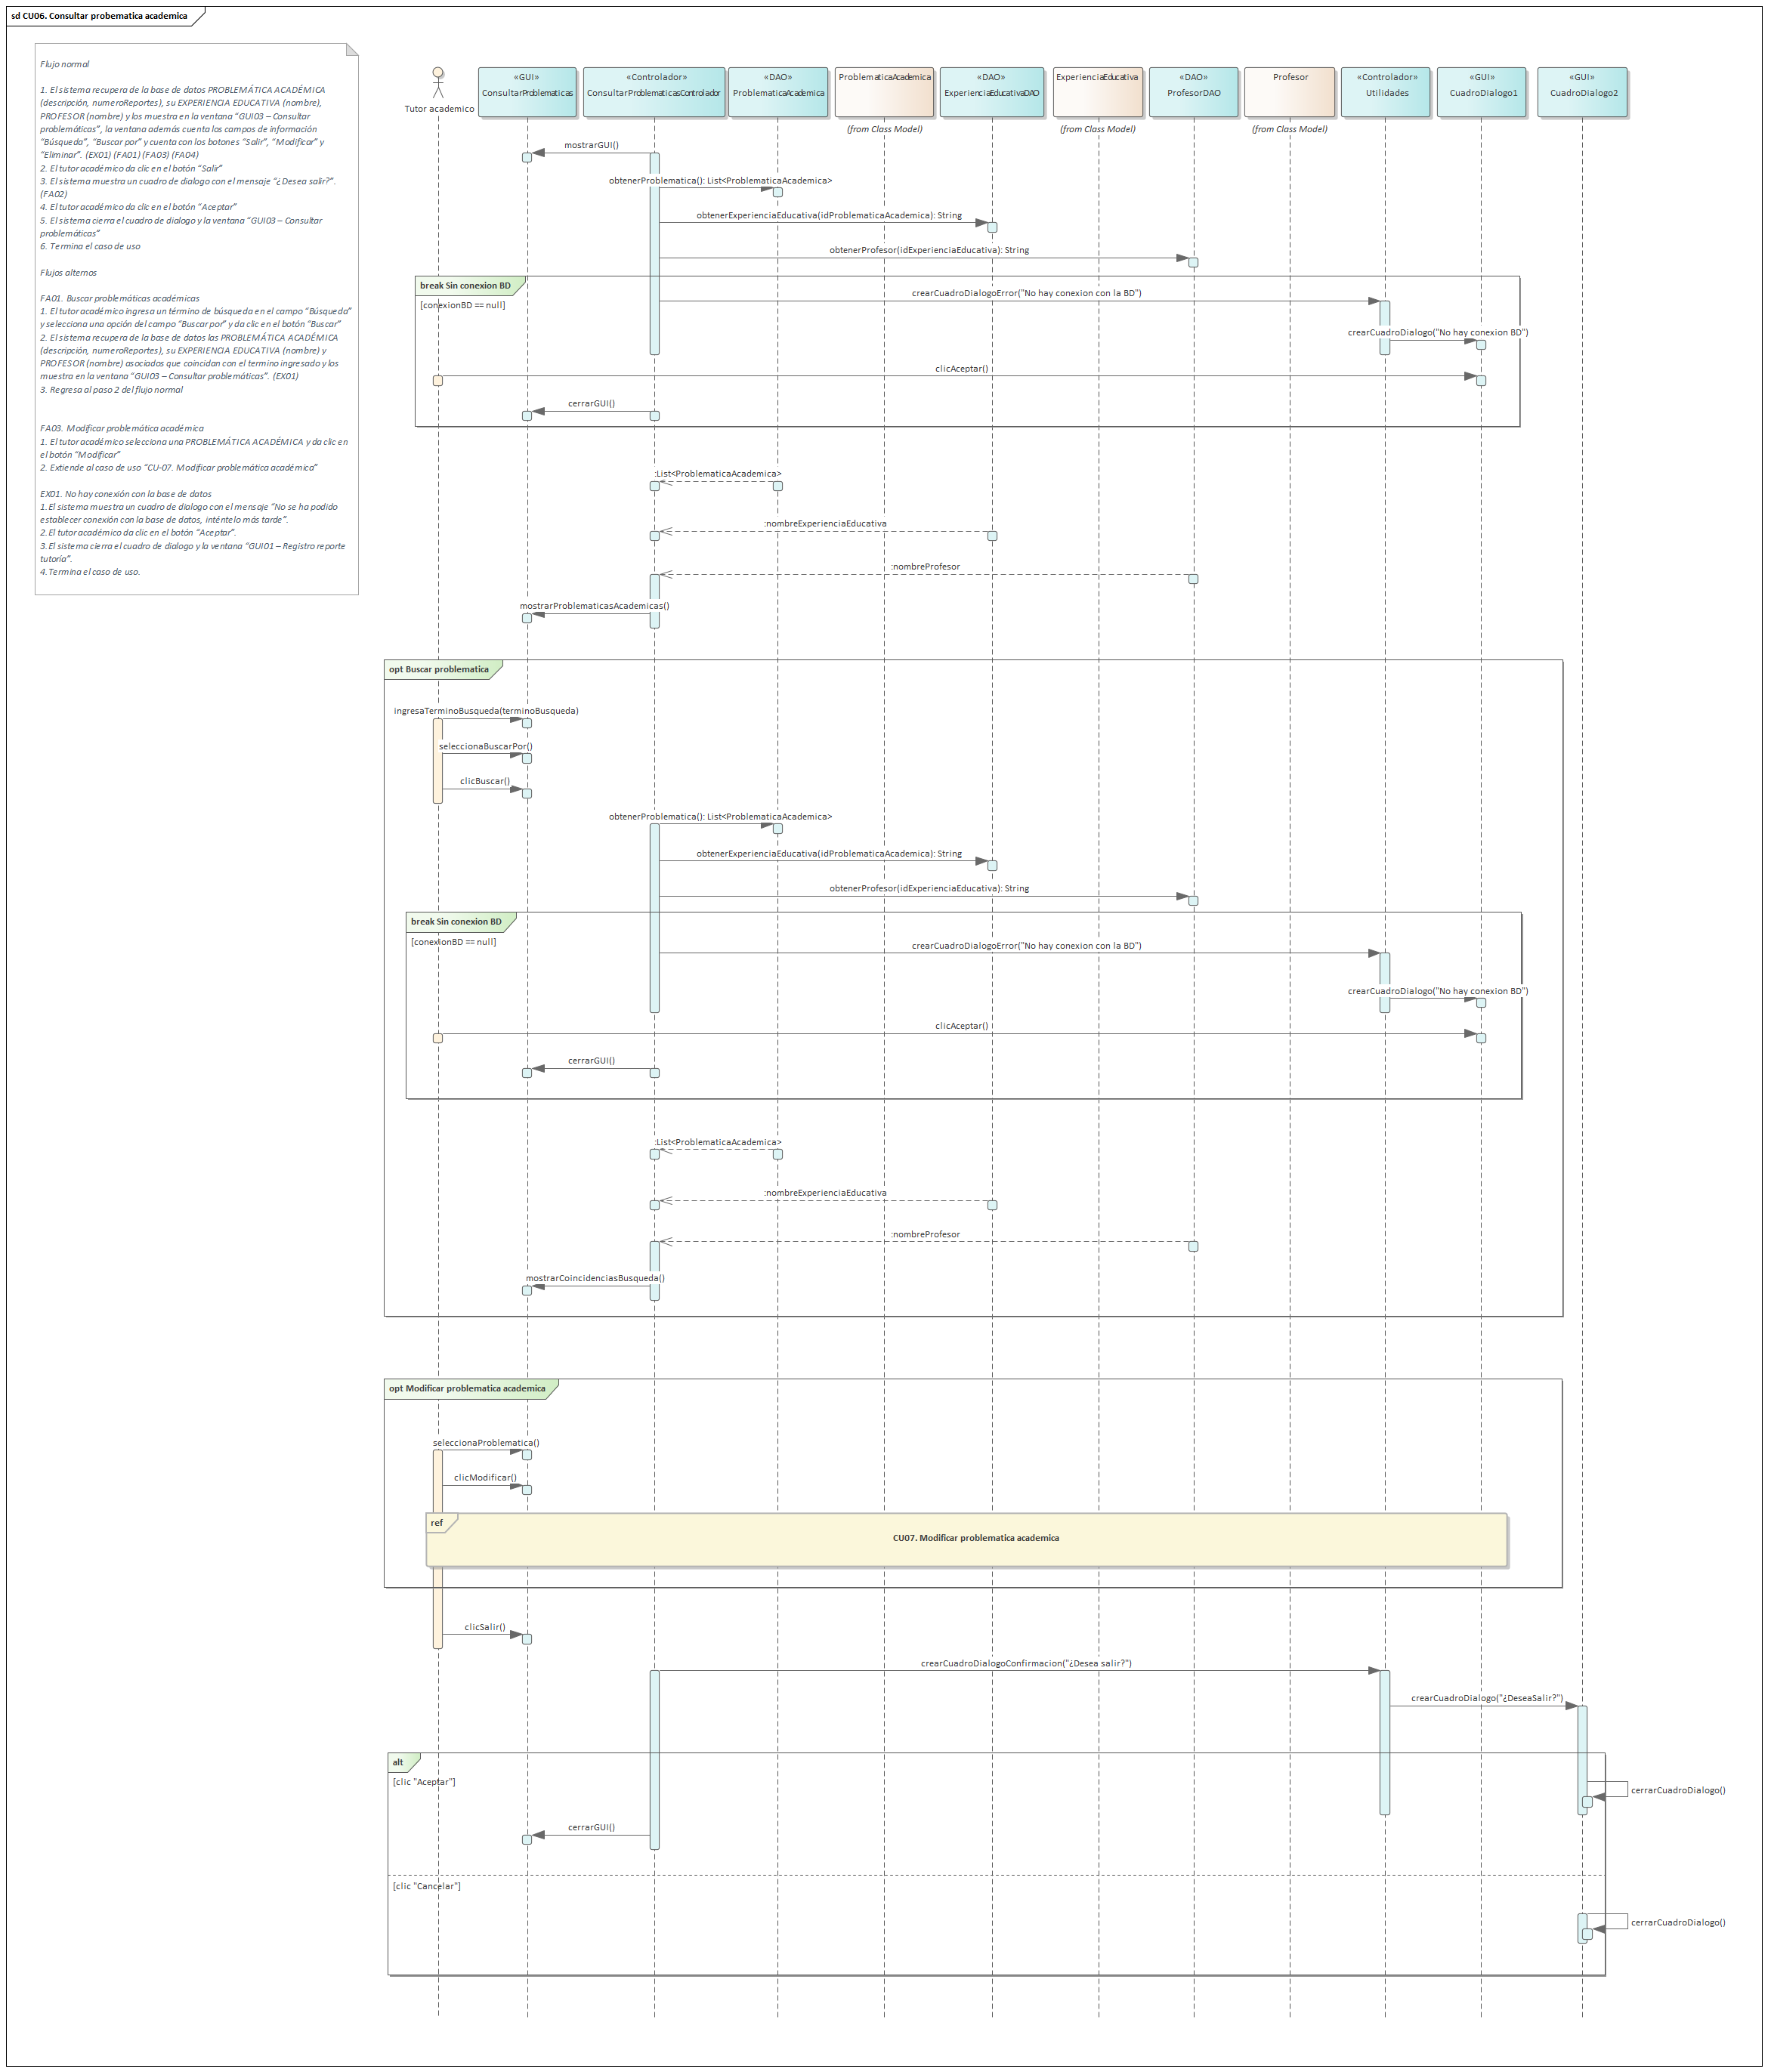 sd CU06. Consultar probematica academica
Flujo normal
1. El sistema recupera de la base de datos PROBLEMÁTICA ACADÉMICA
(descripción, numeroReportes), su EXPERIENCIA EDUCATIVA (nombre),
PROFESOR (nombre) y los muestra en la ventana “GUI03 – Consultar
problemáticas”, la ventana además cuenta los campos de información
“Búsqueda”, “Buscar por” y cuenta con los botones “Salir”, “Modificar” y
“Eliminar”. (EX01) (FA01) (FA03) (FA04)
2. El tutor académico da clic en el botón “Salir”
3. El sistema muestra un cuadro de dialogo con el mensaje “¿Desea salir?”.
(FA02)
4. El tutor académico da clic en el botón “Aceptar”
5. El sistema cierra el cuadro de dialogo y la ventana “GUI03 – Consultar
problemáticas”
6. Termina el caso de uso
Flujos alternos
FA01. Buscar problemáticas académicas
1. El tutor académico ingresa un término de búsqueda en el campo “Búsqueda”
y selecciona una opción del campo “Buscar por” y da clic en el botón “Buscar”
2. El sistema recupera de la base de datos las PROBLEMÁTICA ACADÉMICA
(descripción, numeroReportes), su EXPERIENCIA EDUCATIVA (nombre) y
PROFESOR (nombre) asociados que coincidan con el termino ingresado y los
muestra en la ventana “GUI03 – Consultar problemáticas”. (EX01)
3. Regresa al paso 2 del flujo normal
FA03. Modificar problemática académica
1. El tutor académico selecciona una PROBLEMÁTICA ACADÉMICA y da clic en
el botón “Modificar”
2. Extiende al caso de uso “CU-07. Modificar problemática académica”
EX01. No hay conexión con la base de datos
1.El sistema muestra un cuadro de dialogo con el mensaje “No se ha podido
establecer conexión con la base de datos, inténtelo más tarde”.
2.El tutor académico da clic en el botón “Aceptar”.
3.El sistema cierra el cuadro de dialogo y la ventana “GUI01 – Registro reporte
tutoría”.
4.Termina el caso de uso.
Tutor academico
«GUI»
ConsultarProblematicas
«Controlador»
ConsultarProblematicasControlador
«DAO»
ProblematicaAcademica
ProblematicaAcademica
(from Class Model)
«DAO»
ExperienciaEducativaDAO
ExperienciaEducativa
(from Class Model)
«DAO»
ProfesorDAO
Profesor
(from Class Model)
«Controlador»
Utilidades
«GUI»
CuadroDialogo1
«GUI»
CuadroDialogo2
mostrarGUI()
obtenerProblematica(): List<ProblematicaAcademica>
obtenerExperienciaEducativa(idProblematicaAcademica): String
obtenerProfesor(idExperienciaEducativa): String
break Sin conexion BD
[conexionBD == null]
crearCuadroDialogoError("No hay conexion con la BD")
crearCuadroDialogo("No hay conexion BD")
clicAceptar()
cerrarGUI()
:List<ProblematicaAcademica>
:nombreExperienciaEducativa
:nombreProfesor
mostrarProblematicasAcademicas()
opt Buscar problematica
ingresaTerminoBusqueda(terminoBusqueda)
seleccionaBuscarPor()
clicBuscar()
obtenerProblematica(): List<ProblematicaAcademica>
obtenerExperienciaEducativa(idProblematicaAcademica): String
obtenerProfesor(idExperienciaEducativa): String
break Sin conexion BD
[conexionBD == null]
crearCuadroDialogoError("No hay conexion con la BD")
crearCuadroDialogo("No hay conexion BD")
clicAceptar()
cerrarGUI()
:List<ProblematicaAcademica>
:nombreExperienciaEducativa
:nombreProfesor
mostrarCoincidenciasBusqueda()
opt Modificar problematica academica
seleccionaProblematica()
clicModificar()
ref
CU07. Modificar problematica academica
clicSalir()
crearCuadroDialogoConfirmacion("¿Desea salir?")
crearCuadroDialogo("¿DeseaSalir?")
alt
[clic "Aceptar"]
cerrarCuadroDialogo()
cerrarGUI()
[clic "Cancelar"]
cerrarCuadroDialogo()